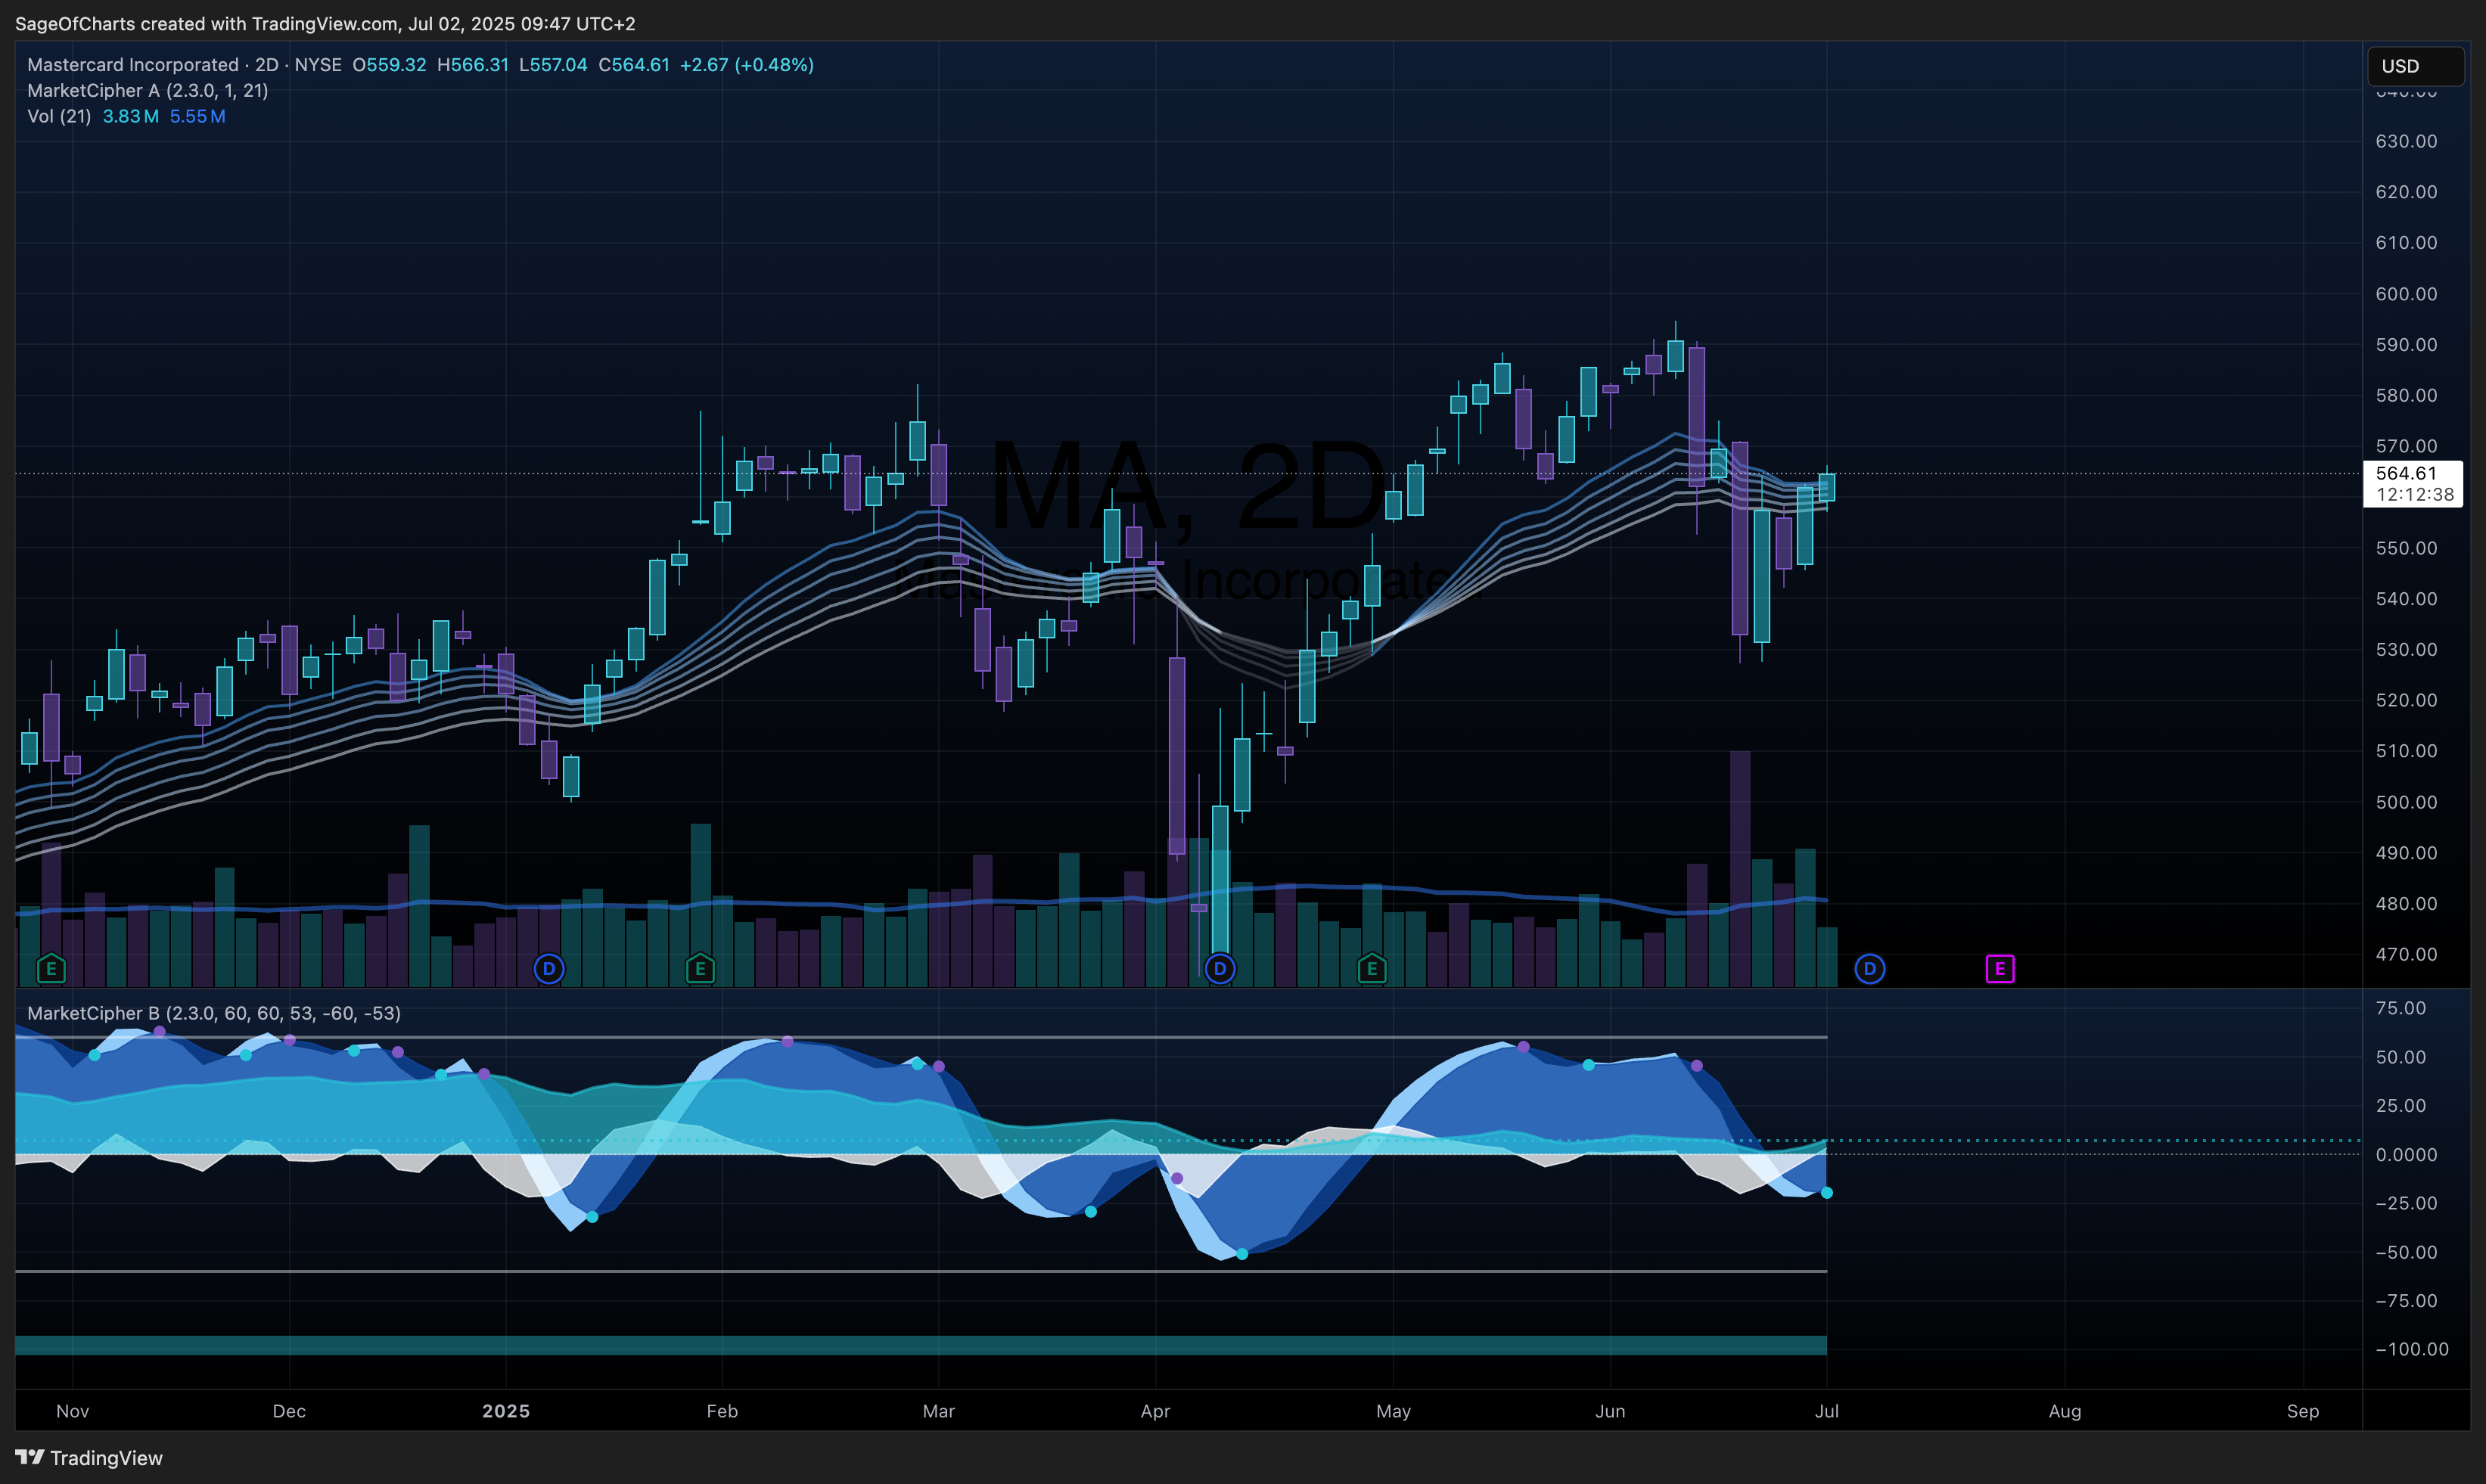 SageOfCharts created with TradingView.com, Jul 02, 2025 09:47 UTC+2
Mastercard Incorporated · 2D · NYSE O559.32 H566.31 L557.04 C564.61 +2.67 (+0.48%)
MarketCipher A (2.3.0, 1, 21)
Vol (21) 3.83 M 5.55 M
USD
630.00
620.00
610.00
600.00
590.00
580.00
570.00
564.61
12:12:38
550.00
540.00
530.00
520.00
510.00
500.00
490.00
480.00
470.00
MA, 2D
Mastercard Incorporated
E D E D E D E
MarketCipher B (2.3.0, 60, 60, 53, -60, -53)
75.00
50.00
25.00
0.0000
−25.00
−50.00
−75.00
−100.00
Nov Dec 2025 Feb Mar Apr May Jun Jul Aug Sep
TradingView